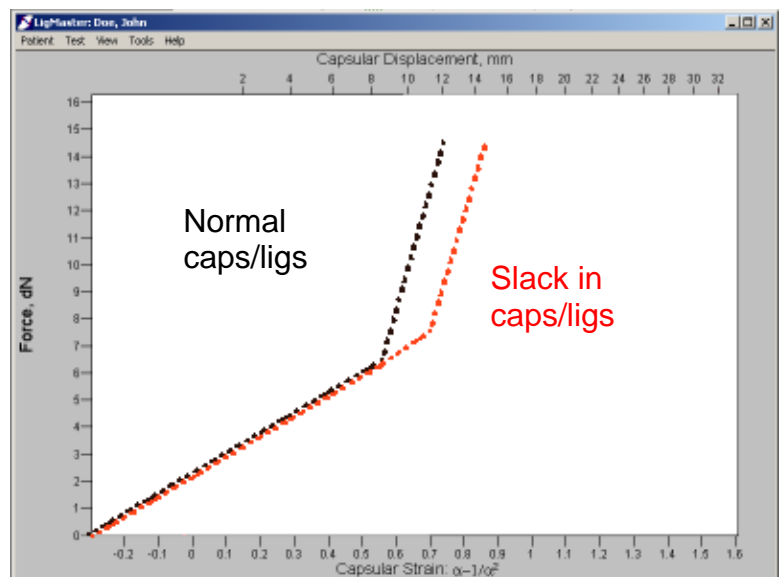 LigMaster: Doe, John
Patient Test View Tools Help
Capsular Displacement, mm
2 4 6 8 10 12 14 16 18 20 22 24 26 28 30 32
16
15
14
13
12
11
10
9
8
7
6
5
4
3
2
1
0
Force, dN
Normal
caps/ligs
Slack in
caps/ligs
-0.2 -0.1 0 0.1 0.2 0.3 0.4 0.5 0.6 0.7 0.8 0.9 1 1.1 1.2 1.3 1.4 1.5 1.6
Capsular Strain: α-1/α²